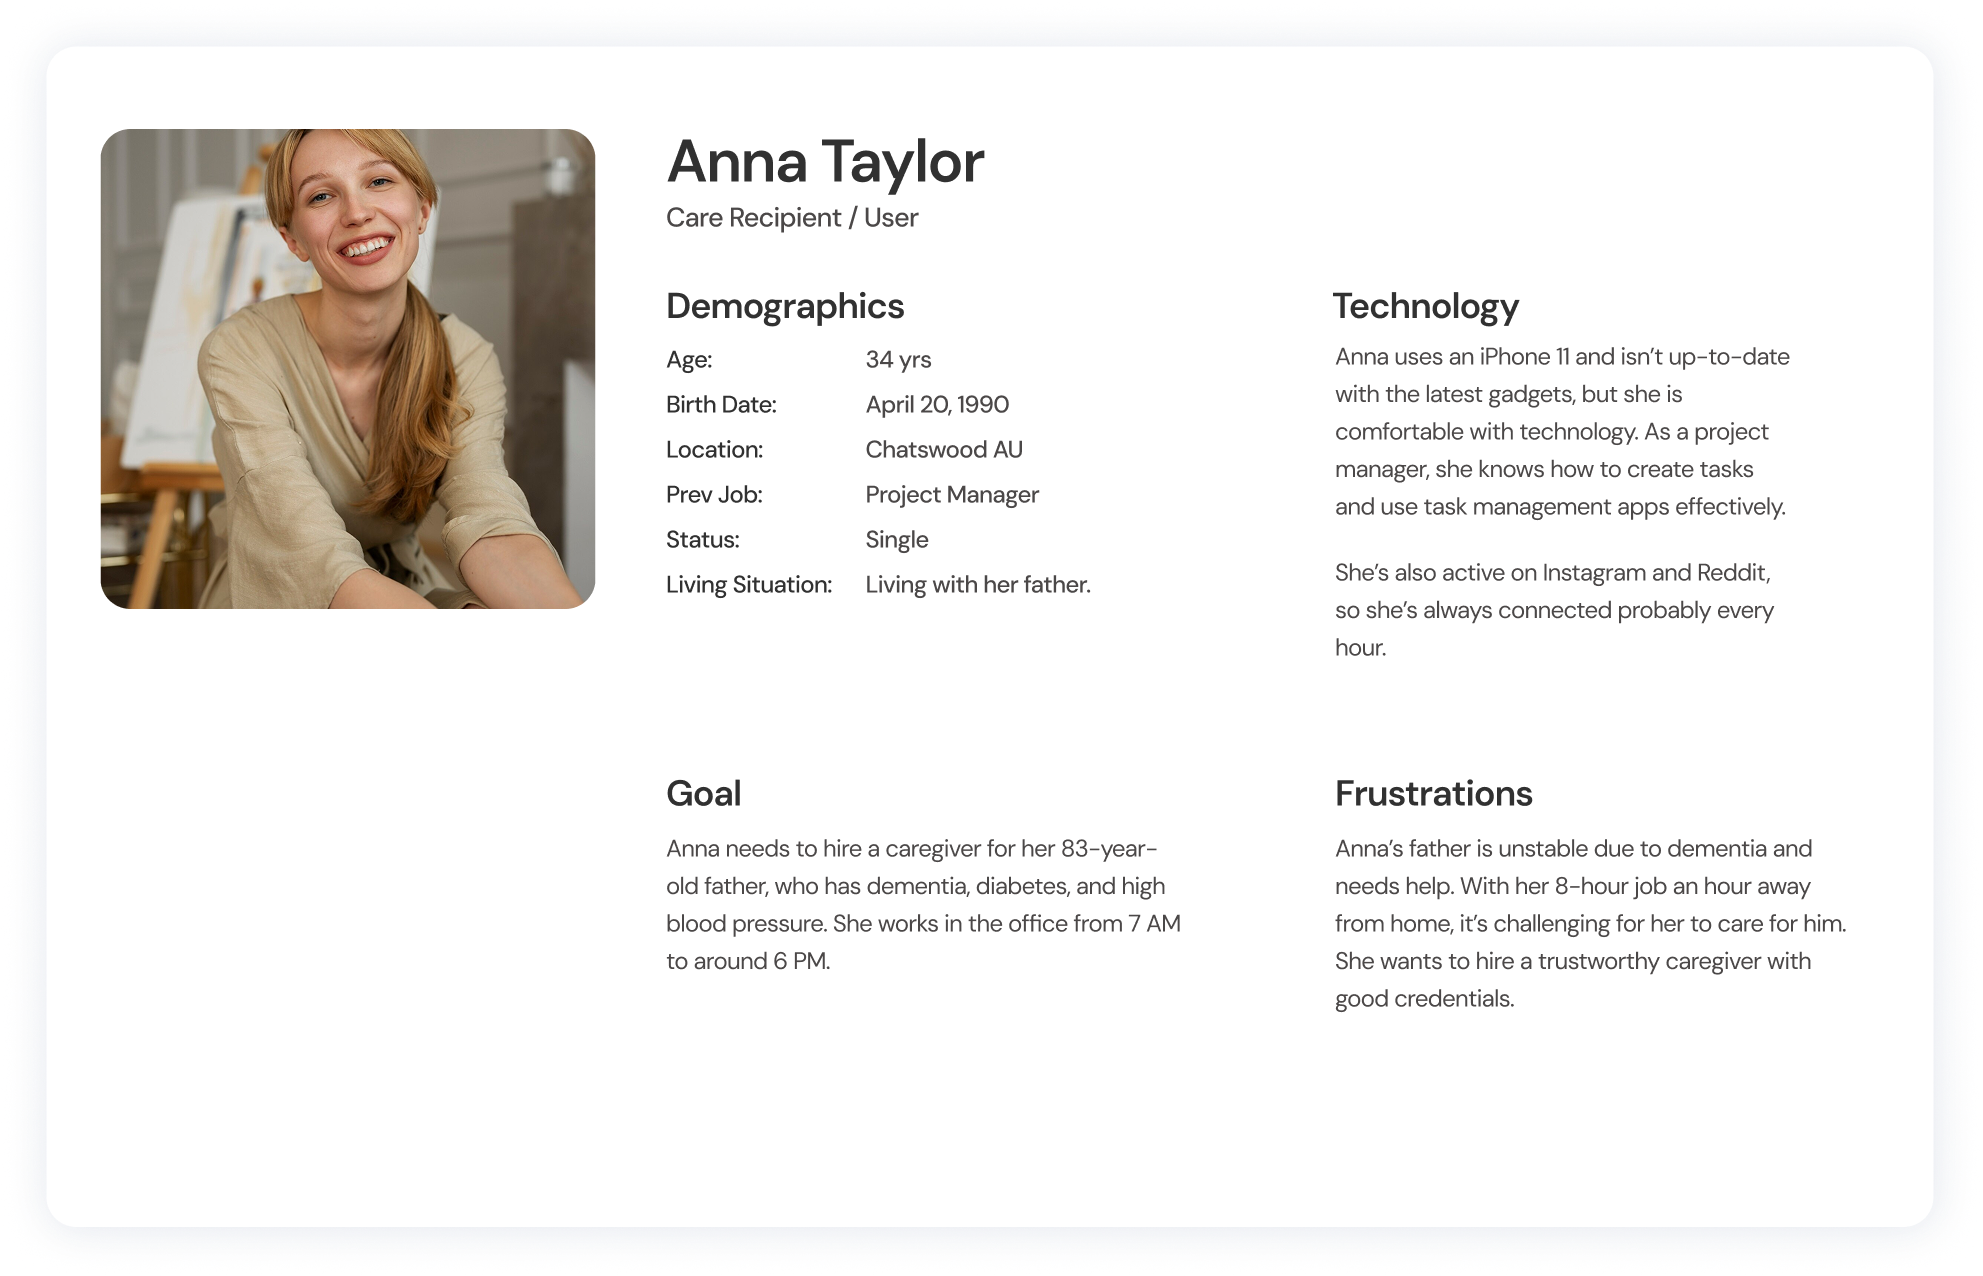 Anna Taylor
Care Recipient / User
Demographics
Age: 34 yrs
Birth Date: April 20, 1990
Location: Chatswood AU
Prev Job: Project Manager
Status: Single
Living Situation: Living with her father.
Technology
Anna uses an iPhone 11 and isn’t up-to-date
with the latest gadgets, but she is
comfortable with technology. As a project
manager, she knows how to create tasks
and use task management apps effectively.
She’s also active on Instagram and Reddit,
so she’s always connected probably every
hour.
Goal
Anna needs to hire a caregiver for her 83-year-
old father, who has dementia, diabetes, and high
blood pressure. She works in the office from 7 AM
to around 6 PM.
Frustrations
Anna’s father is unstable due to dementia and
needs help. With her 8-hour job an hour away
from home, it’s challenging for her to care for him.
She wants to hire a trustworthy caregiver with
good credentials.